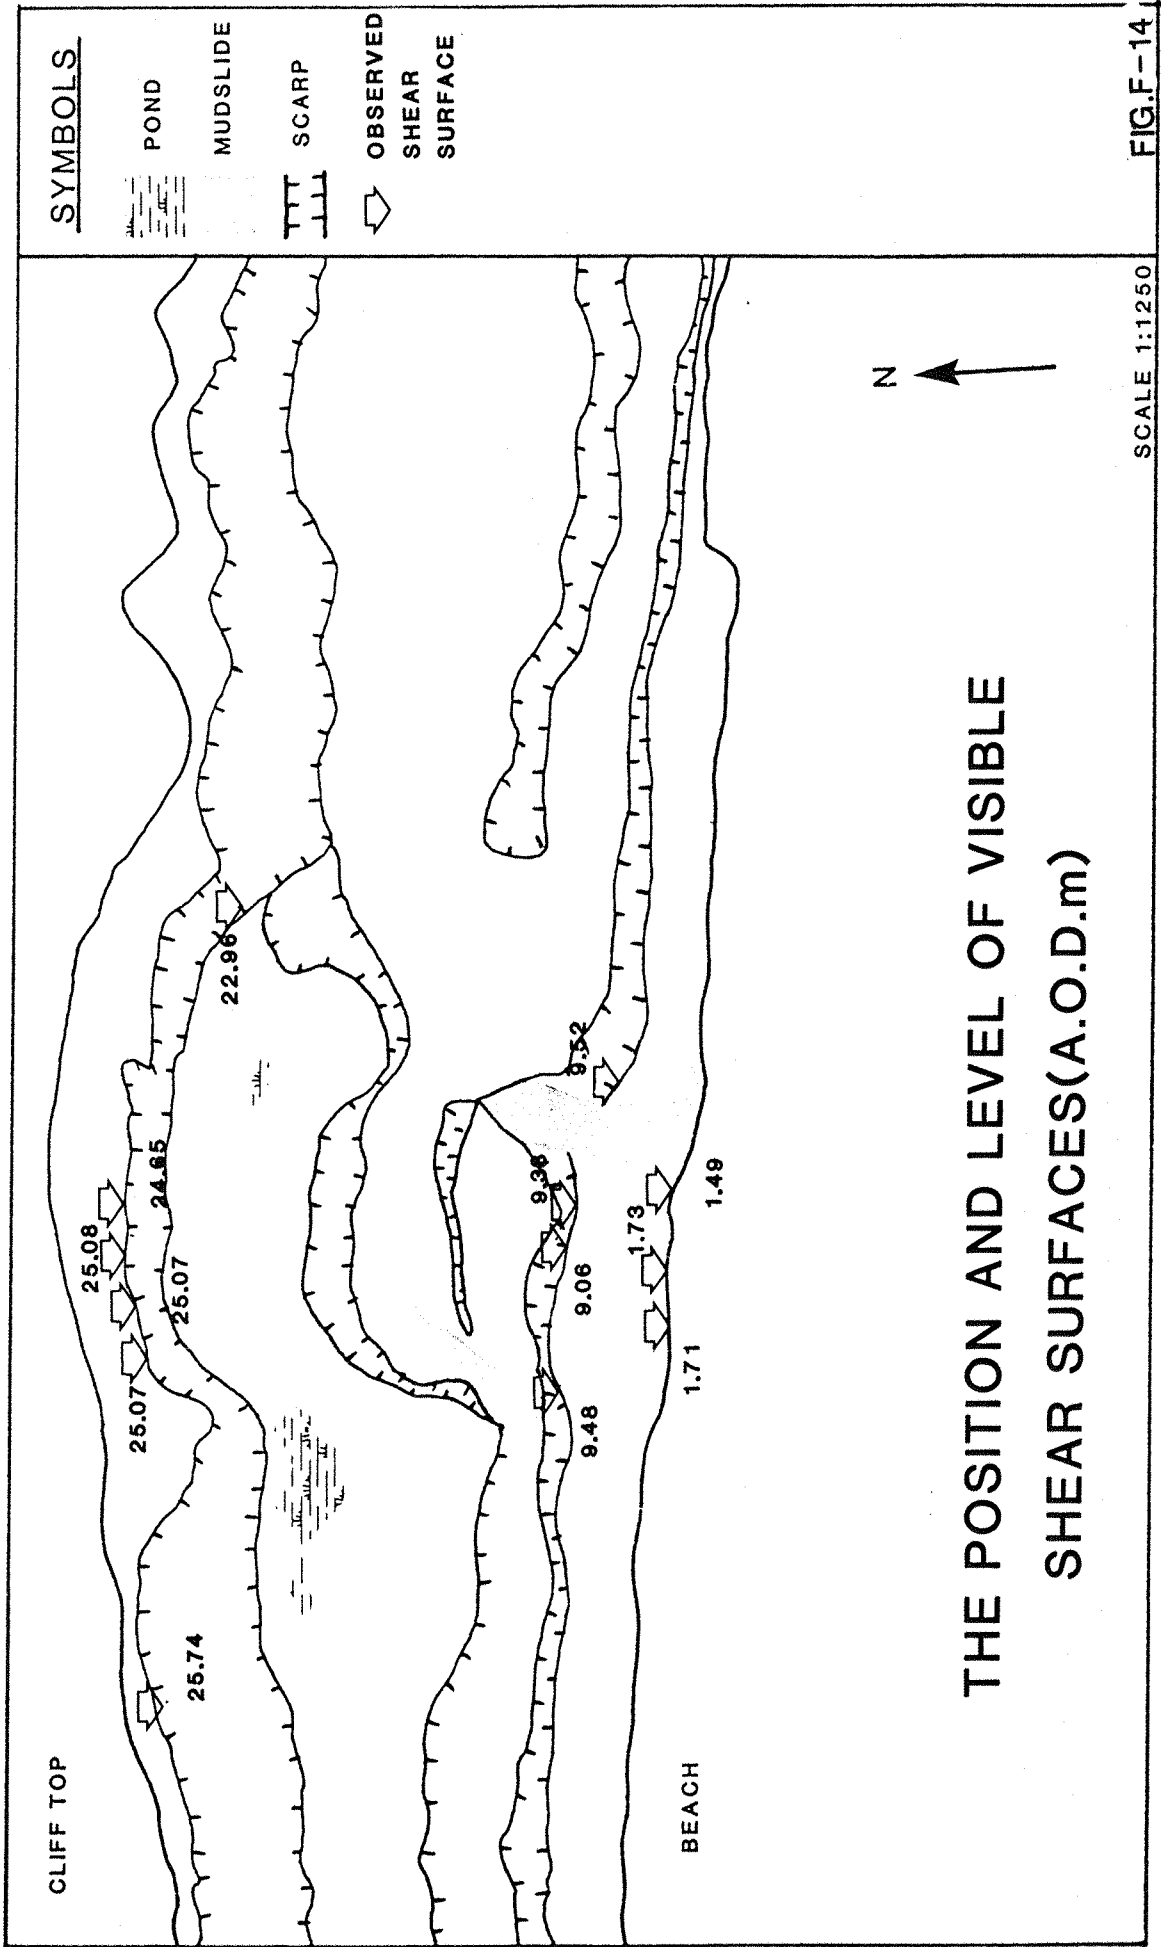 CLIFF TOP
25.74
25.07
25.08
25.07
24.65
22.96
9.48
9.06
9.36
9.52
1.71
1.73
1.49
BEACH
N
THE POSITION AND LEVEL OF VISIBLE
SHEAR SURFACES(A.O.D.m)
SCALE 1:1250
SYMBOLS
POND
MUDSLIDE
SCARP
OBSERVED
SHEAR
SURFACE
FIG.F-14